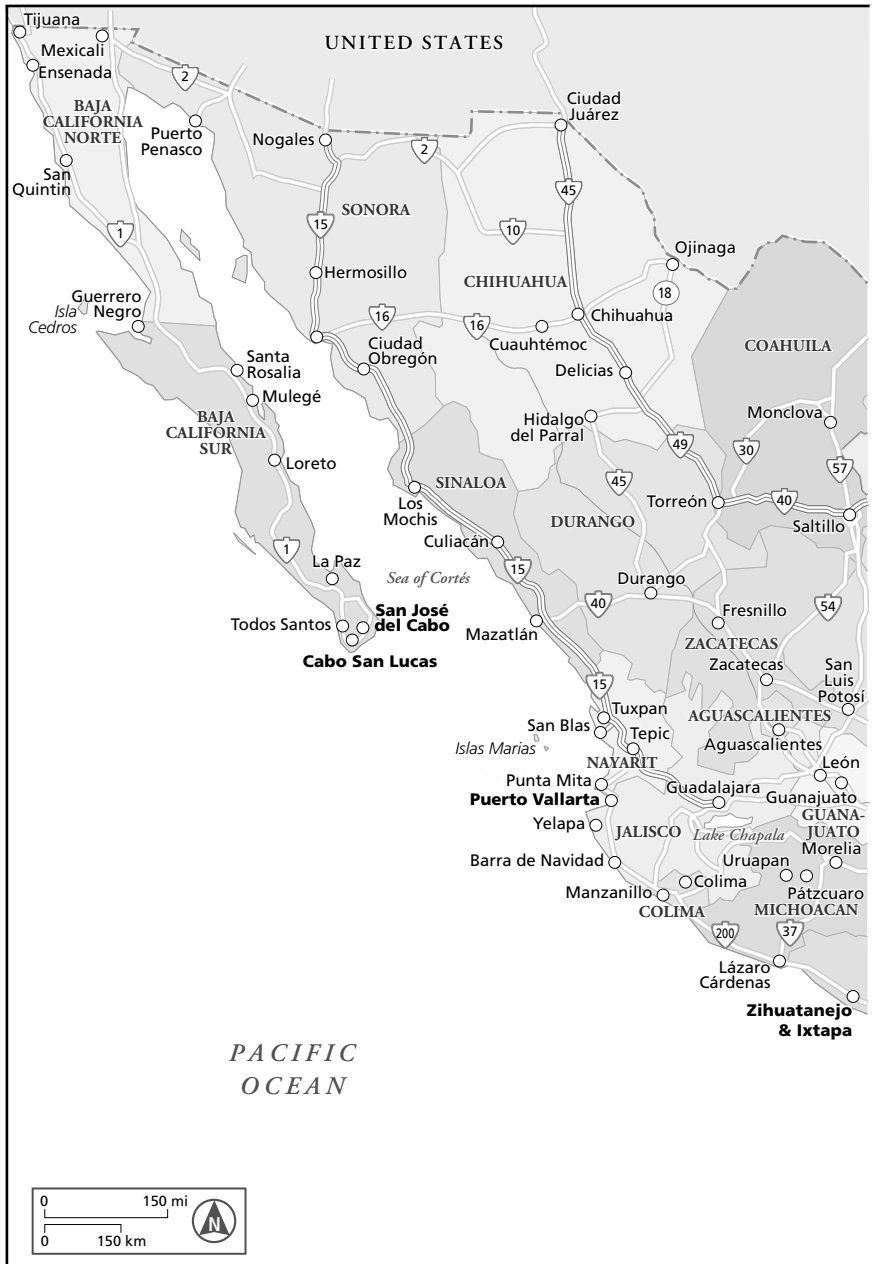 Tijuana
UNITED STATES
Mexicali
Ensenada
2
Ciudad
Juárez
BAJA
CALIFORNIA
NORTE
Puerto
Penasco
Nogales
2
San
Quintin
45
SONORA
15
10
1
Ojinaga
Hermosillo
CHIHUAHUA
18
Guerrero
Negro
Isla
Cedros
16
16
Chihuahua
Cuauhtémoc
Ciudad
Obregón
COAHUILA
Santa
Rosalia
Delicias
Mulegé
Monclova
BAJA
CALIFORNIA
SUR
Hidalgo
del Parral
49
30
57
Loreto
SINALOA
45
Los
Mochis
Torreón
40
DURANGO
Saltillo
Culiacán
1
15
La Paz
Sea of Cortés
Durango
40
54
Todos Santos
San José
del Cabo
Fresnillo
Mazatlán
ZACATECAS
Cabo San Lucas
Zacatecas
San
Luis
Potosí
15
Tuxpan
San Blas
AGUASCALIENTES
Islas Marias
Tepic
Aguascalientes
NAYARIT
León
Punta Mita
Guadalajara
Puerto Vallarta
Guanajuato
GUANA-
JUATO
Yelapa
JALISCO
Lake Chapala
Morelia
Barra de Navidad
Uruapan
Colima
Pátzcuaro
Manzanillo
COLIMA
MICHOACAN
200
37
Lázaro
Cárdenas
Zihuatanejo
& Ixtapa
PACIFIC
OCEAN
0
150 mi
N
0
150 km